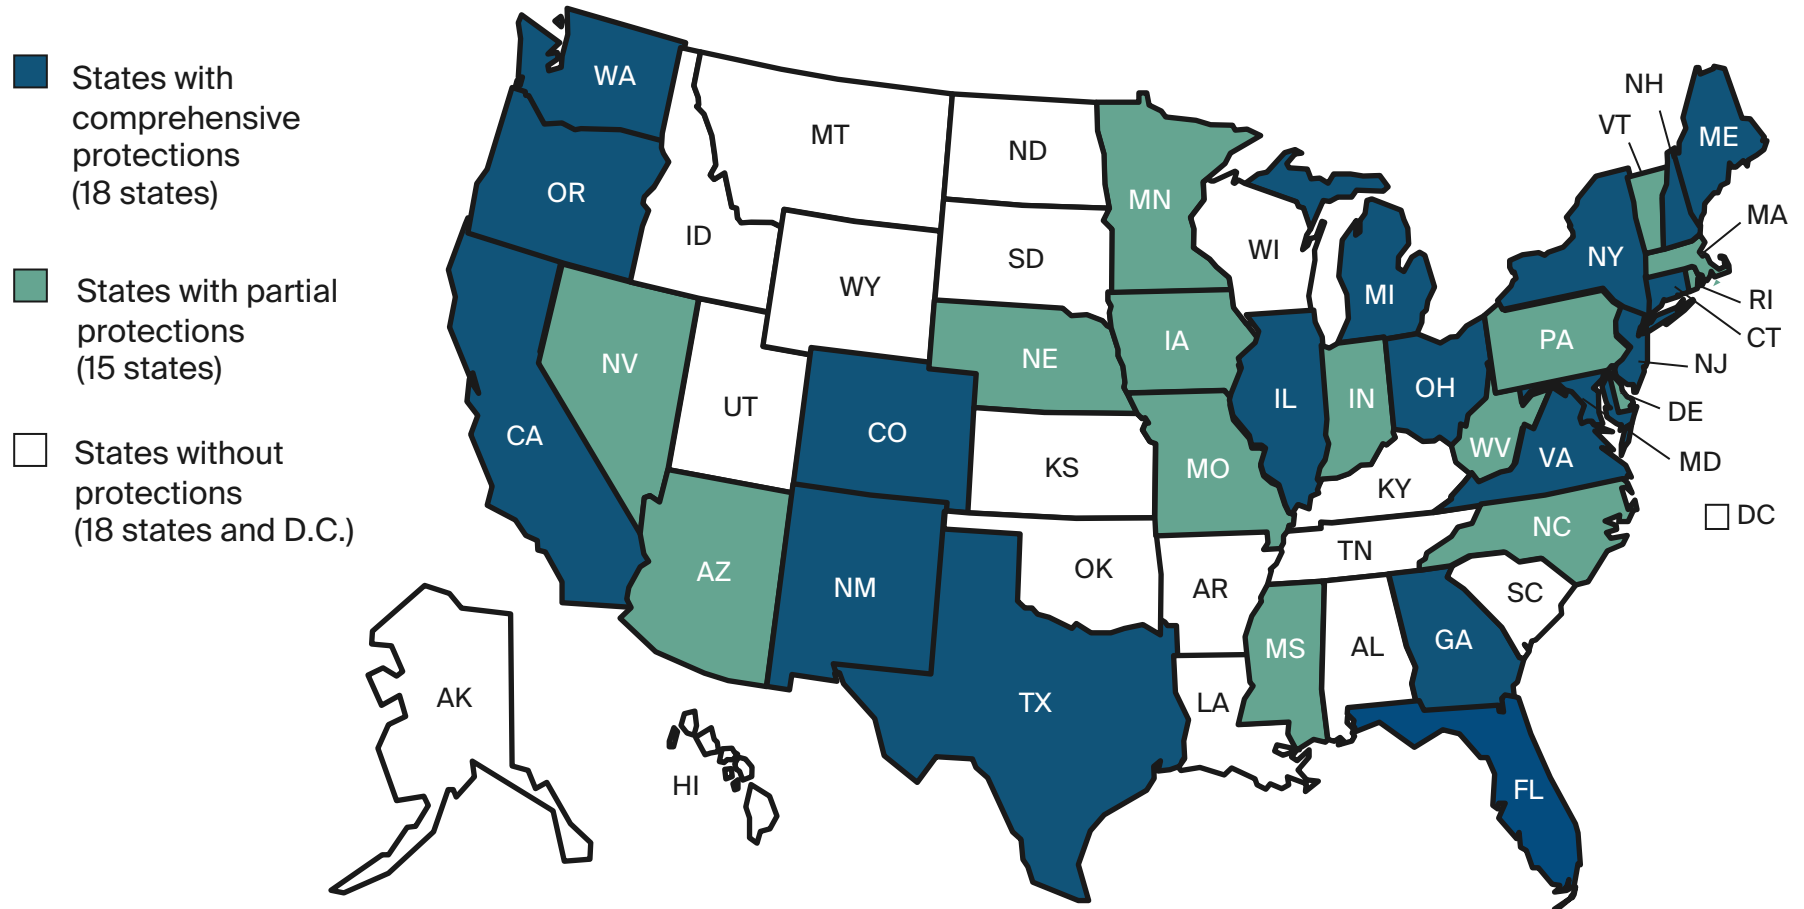 States with
comprehensive
protections
(18 states)
States with partial
protections
(15 states)
States without
protections
(18 states and D.C.)
WA
OR
CA
NV
ID
MT
WY
UT
AZ
CO
NM
ND
SD
NE
KS
OK
TX
MN
IA
MO
AR
LA
WI
IL
MI
IN
OH
KY
TN
MS
AL
GA
FL
SC
NC
VA
WV
PA
NY
VT
NH
ME
MA
RI
CT
NJ
DE
MD
DC
AK
HI